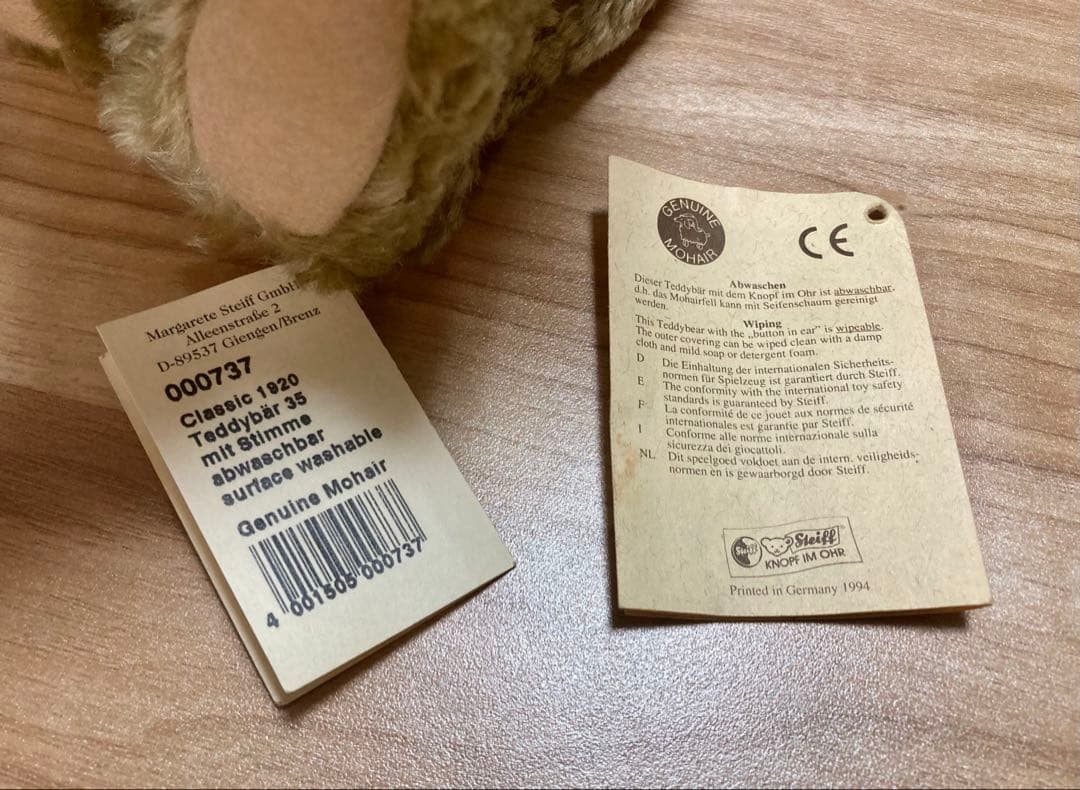 Margarete Steiff GmbH
Alleenstraße 2
D-89537 Giengen/Brenz
000737
Classic 1920
Teddybär 35
mit Stimme
abwaschbar
surface washable
Genuine Mohair
4 001505 000737
GENUINE
MOHAIR
CE
Abwaschen
Dieser Teddybär mit dem Knopf im Ohr ist abwaschbar,
d.h. das Mohairfell kann mit Seifenschaum gereinigt
werden.
Wiping
This Teddybear with the „button in ear" is wipeable.
The outer covering can be wiped clean with a damp
cloth and mild soap or detergent foam.
D Die Einhaltung der internationalen Sicherheits-
normen für Spielzeug ist garantiert durch Steiff.
E The conformity with the international toy safety
standards is guaranteed by Steiff.
F La conformité de ce jouet aux normes de sécurité
internationales est garantie par Steiff.
I Conforme alle norme internazionale sulla
sicurezza dei giocattoli.
NL Dit speelgoed voldoet aan de intern. veiligheids-
normen en is gewaarborgd door Steiff.
Steiff Steiff
KNOPF IM OHR
Printed in Germany 1994